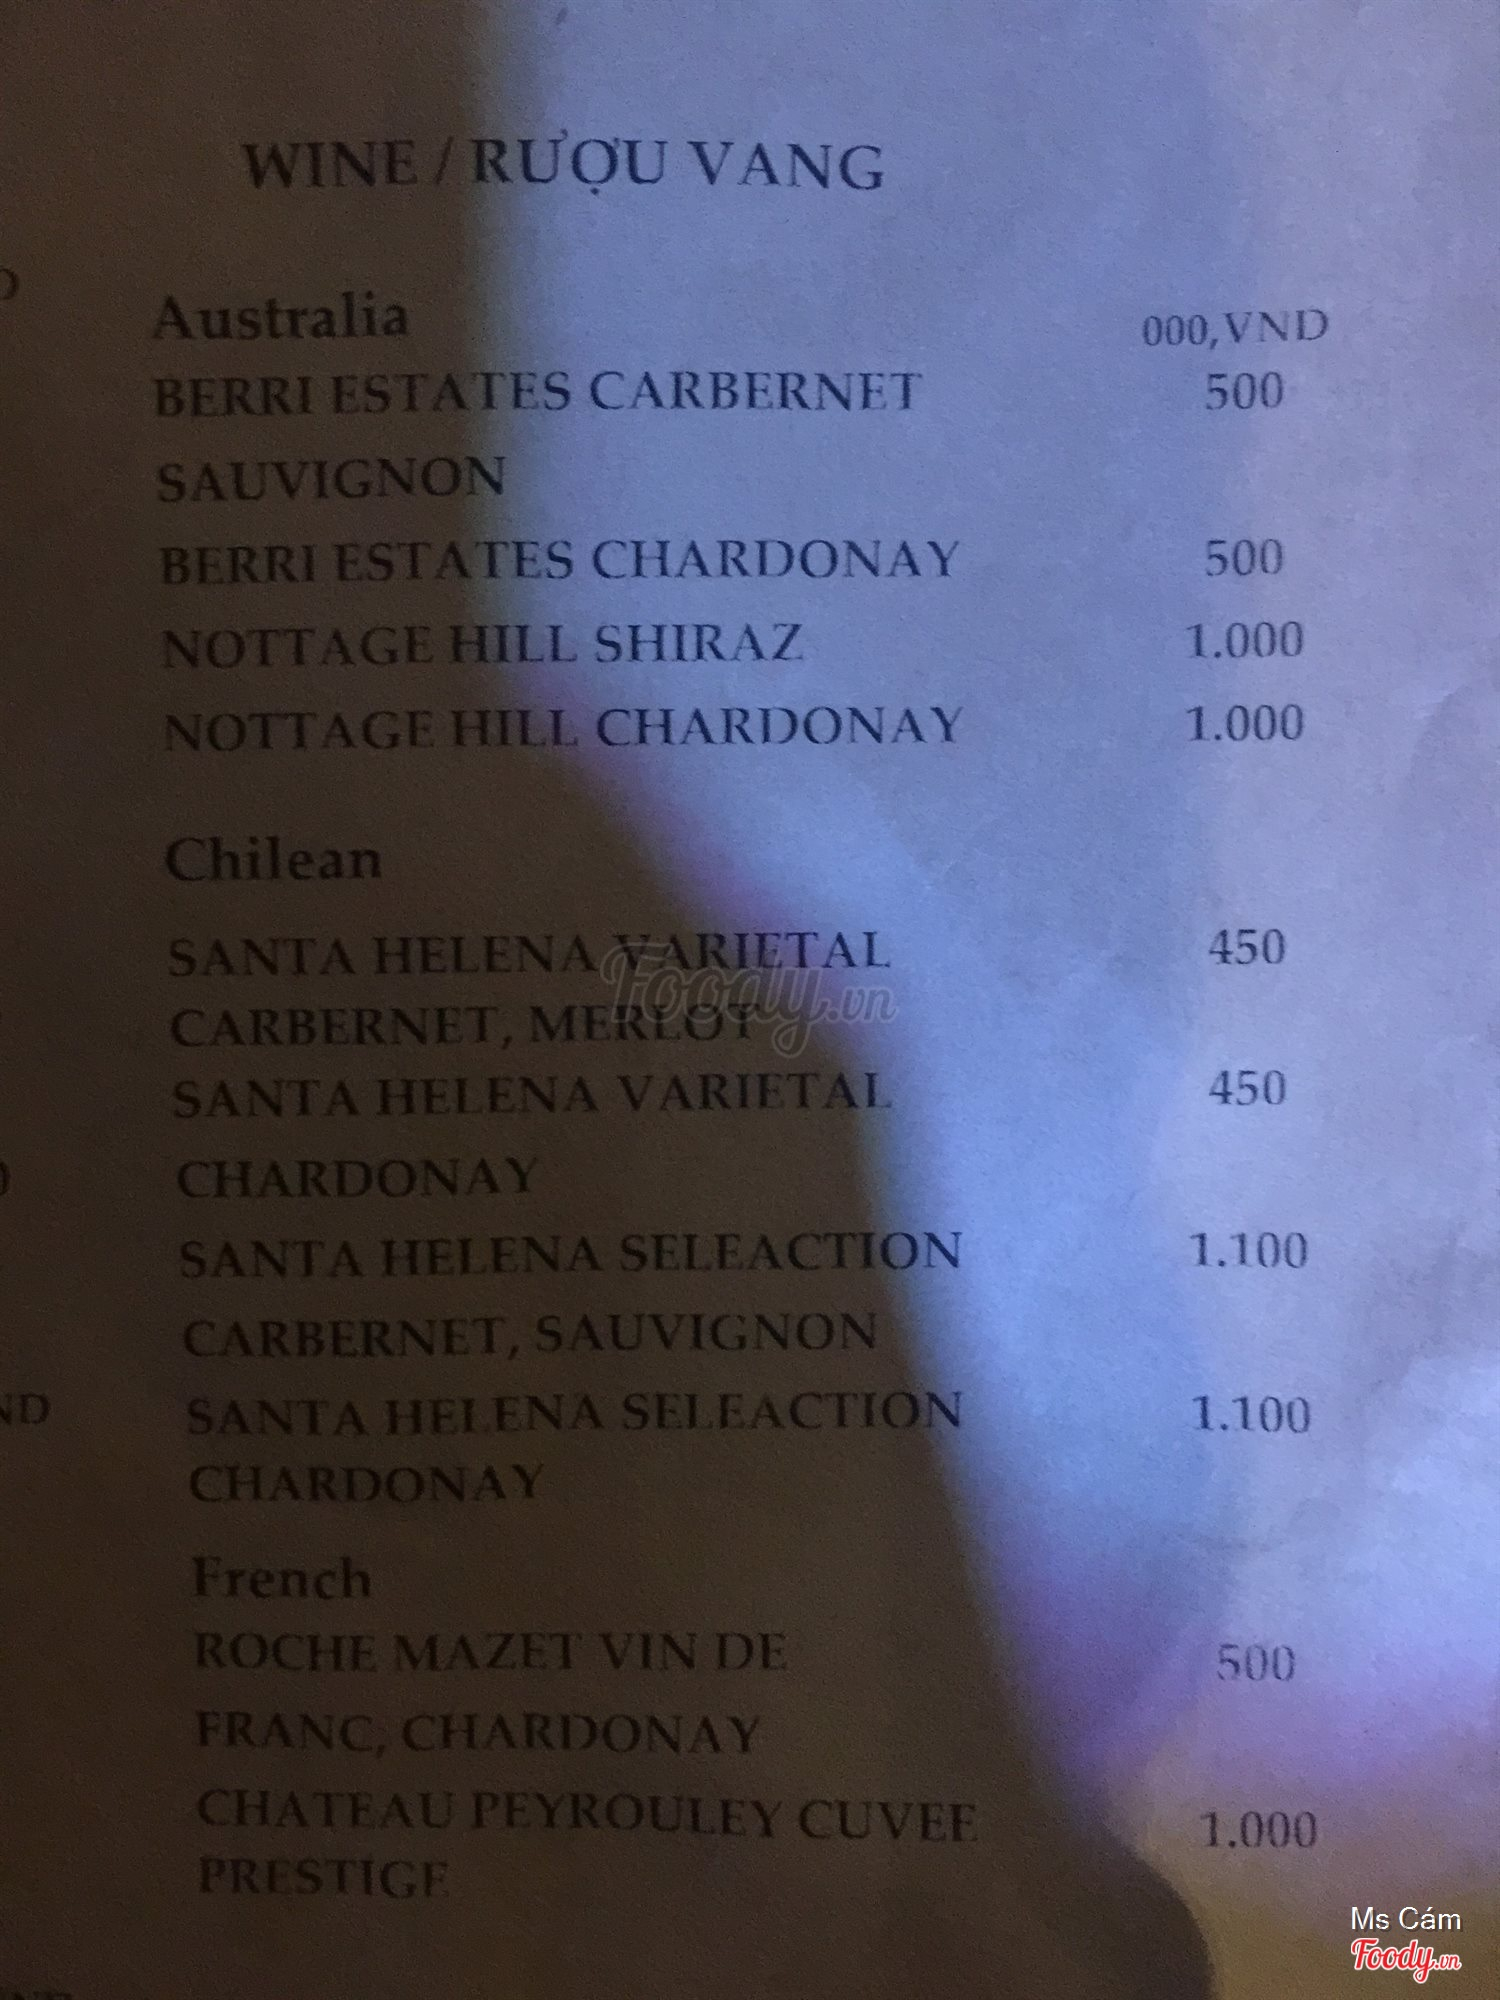 WINE / RƯỢU VANG
Australia 000,VND
BERRI ESTATES CARBERNET 500
SAUVIGNON
BERRI ESTATES CHARDONAY 500
NOTTAGE HILL SHIRAZ 1.000
NOTTAGE HILL CHARDONAY 1.000
Chilean
SANTA HELENA VARIETAL 450
Foody.vn
CARBERNET, MERLOT
SANTA HELENA VARIETAL 450
CHARDONAY
SANTA HELENA SELEACTION 1.100
CARBERNET, SAUVIGNON
ND
SANTA HELENA SELEACTION 1.100
CHARDONAY
French
ROCHE MAZET VIN DE 500
FRANC, CHARDONAY
CHATEAU PEYROULEY CUVEE 1.000
PRESTIGE
Ms Cám
Foody.vn